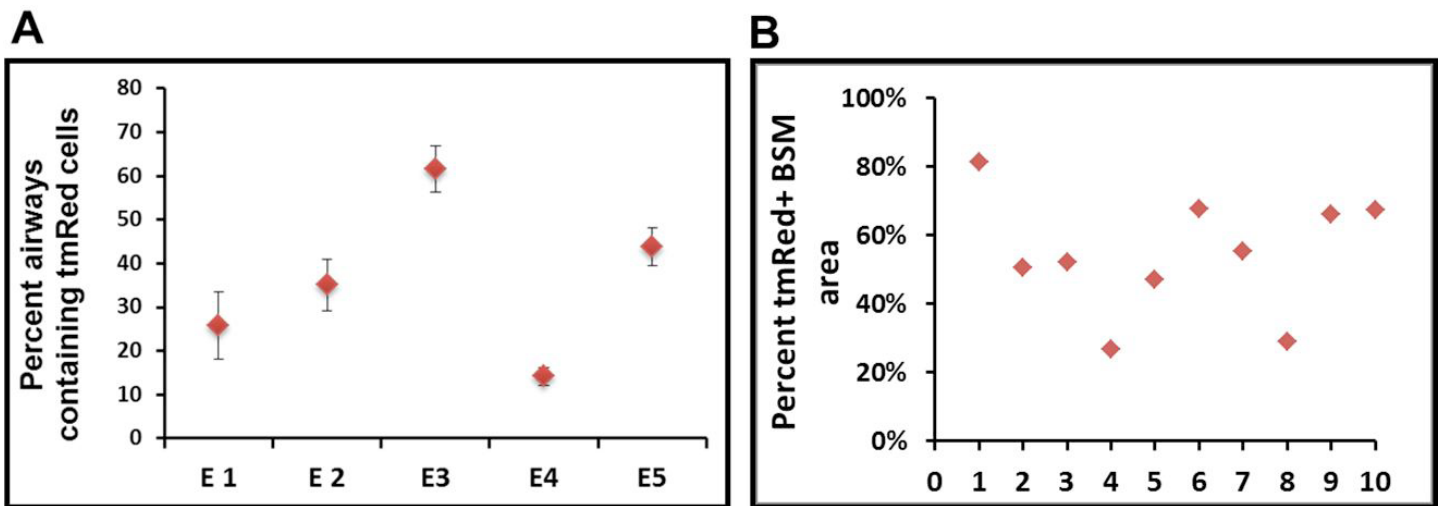 A
Percent airways
containing tmRed cells
80
70
60
50
40
30
20
10
0
E 1 E 2 E3 E4 E5
B
Percent tmRed+ BSM
area
100%
80%
60%
40%
20%
0%
0 1 2 3 4 5 6 7 8 9 10